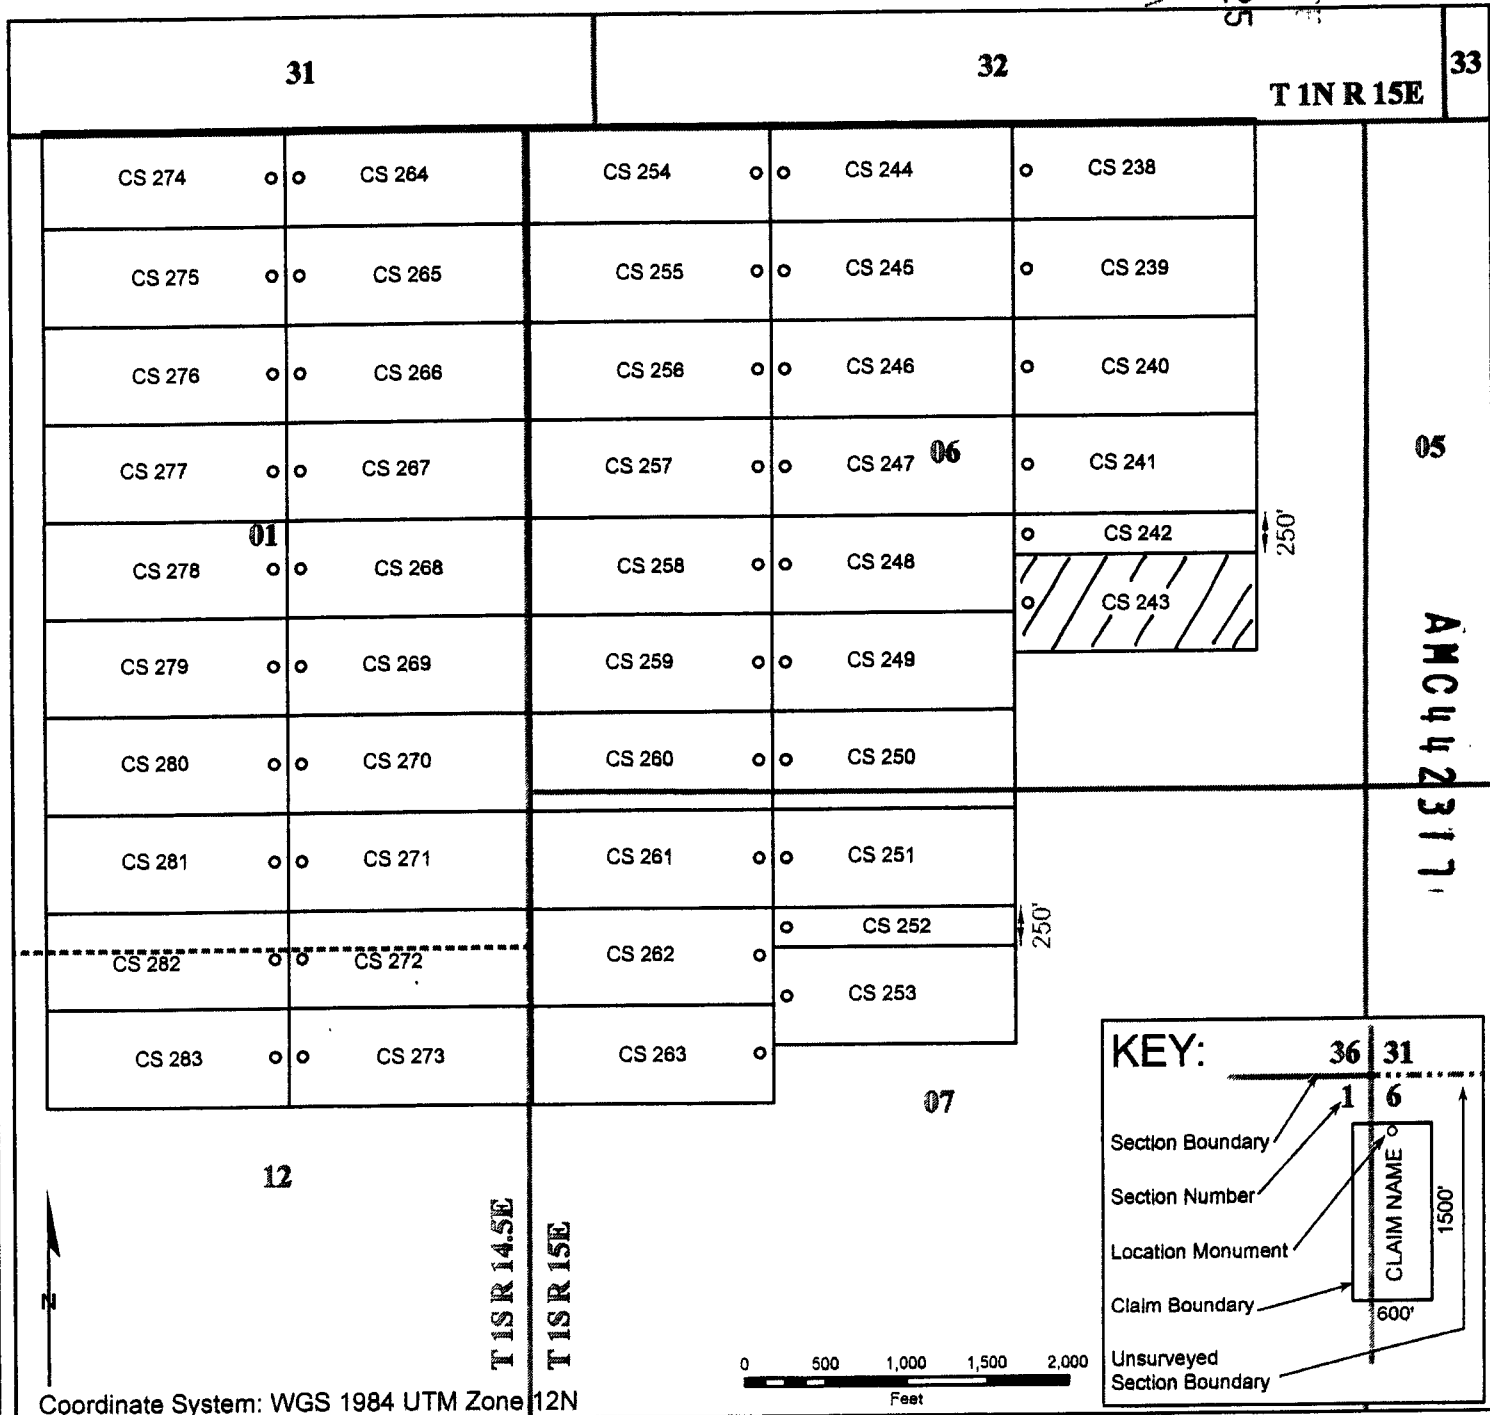 25
31
32
33
T 1N R 15E
CS 274
CS 264
CS 254
CS 244
CS 238
CS 275
CS 265
CS 255
CS 245
CS 239
CS 276
CS 266
CS 256
CS 246
CS 240
CS 277
CS 267
CS 257
CS 247
06
CS 241
05
01
CS 242
250'
CS 278
CS 268
CS 258
CS 248
CS 243
CS 279
CS 269
CS 259
CS 249
AMC442317
CS 280
CS 270
CS 260
CS 250
CS 281
CS 271
CS 261
CS 251
CS 252
250'
CS 282
CS 272
CS 262
CS 253
CS 283
CS 273
CS 263
07
12
N
T 1S R 14.5E
T 1S R 15E
KEY:
36 31
1 6
Section Boundary
Section Number
Location Monument
Claim Boundary
Unsurveyed
Section Boundary
CLAIM NAME
1500'
600'
0 500 1,000 1,500 2,000
Feet
Coordinate System: WGS 1984 UTM Zone 12N